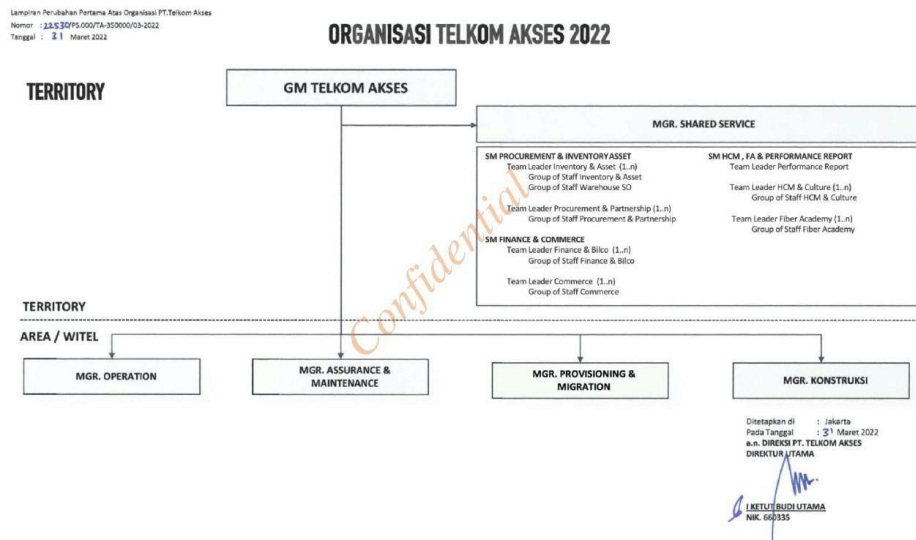 Lampiran Perubahan Pertama Atas Organisasi PT.Telkom Akses
Nomor : 22530/PS.000/TA-350000/03-2022
Tanggal : 31 Maret 2022
ORGANISASI TELKOM AKSES 2022
TERRITORY
GM TELKOM AKSES
MGR. SHARED SERVICE
SM PROCUREMENT & INVENTORYASSET
Team Leader Inventory & Asset (1..n)
Group of Staff Inventory & Asset
Group of Staff Warehouse SO
Team Leader Procurement & Partnership (1..n)
Group of Staff Procurement & Partnership
SM FINANCE & COMMERCE
Team Leader Finance & Bilco (1..n)
Group of Staff Finance & Bilco
Team Leader Commerce (1..n)
Group of Staff Commerce
SM HCM , FA & PERFORMANCE REPORT
Team Leader Performance Report
Team Leader HCM & Culture (1..n)
Group of Staff HCM & Culture
Team Leader Fiber Academy (1..n)
Group of Staff Fiber Academy
Confidential
TERRITORY
AREA / WITEL
MGR. OPERATION
MGR. ASSURANCE &
MAINTENANCE
MGR. PROVISIONING &
MIGRATION
MGR. KONSTRUKSI
Ditetapkan di : Jakarta
Pada Tanggal : 31 Maret 2022
a.n. DIREKSI PT. TELKOM AKSES
DIREKTUR UTAMA
I KETUT BUDI UTAMA
NIK. 660335